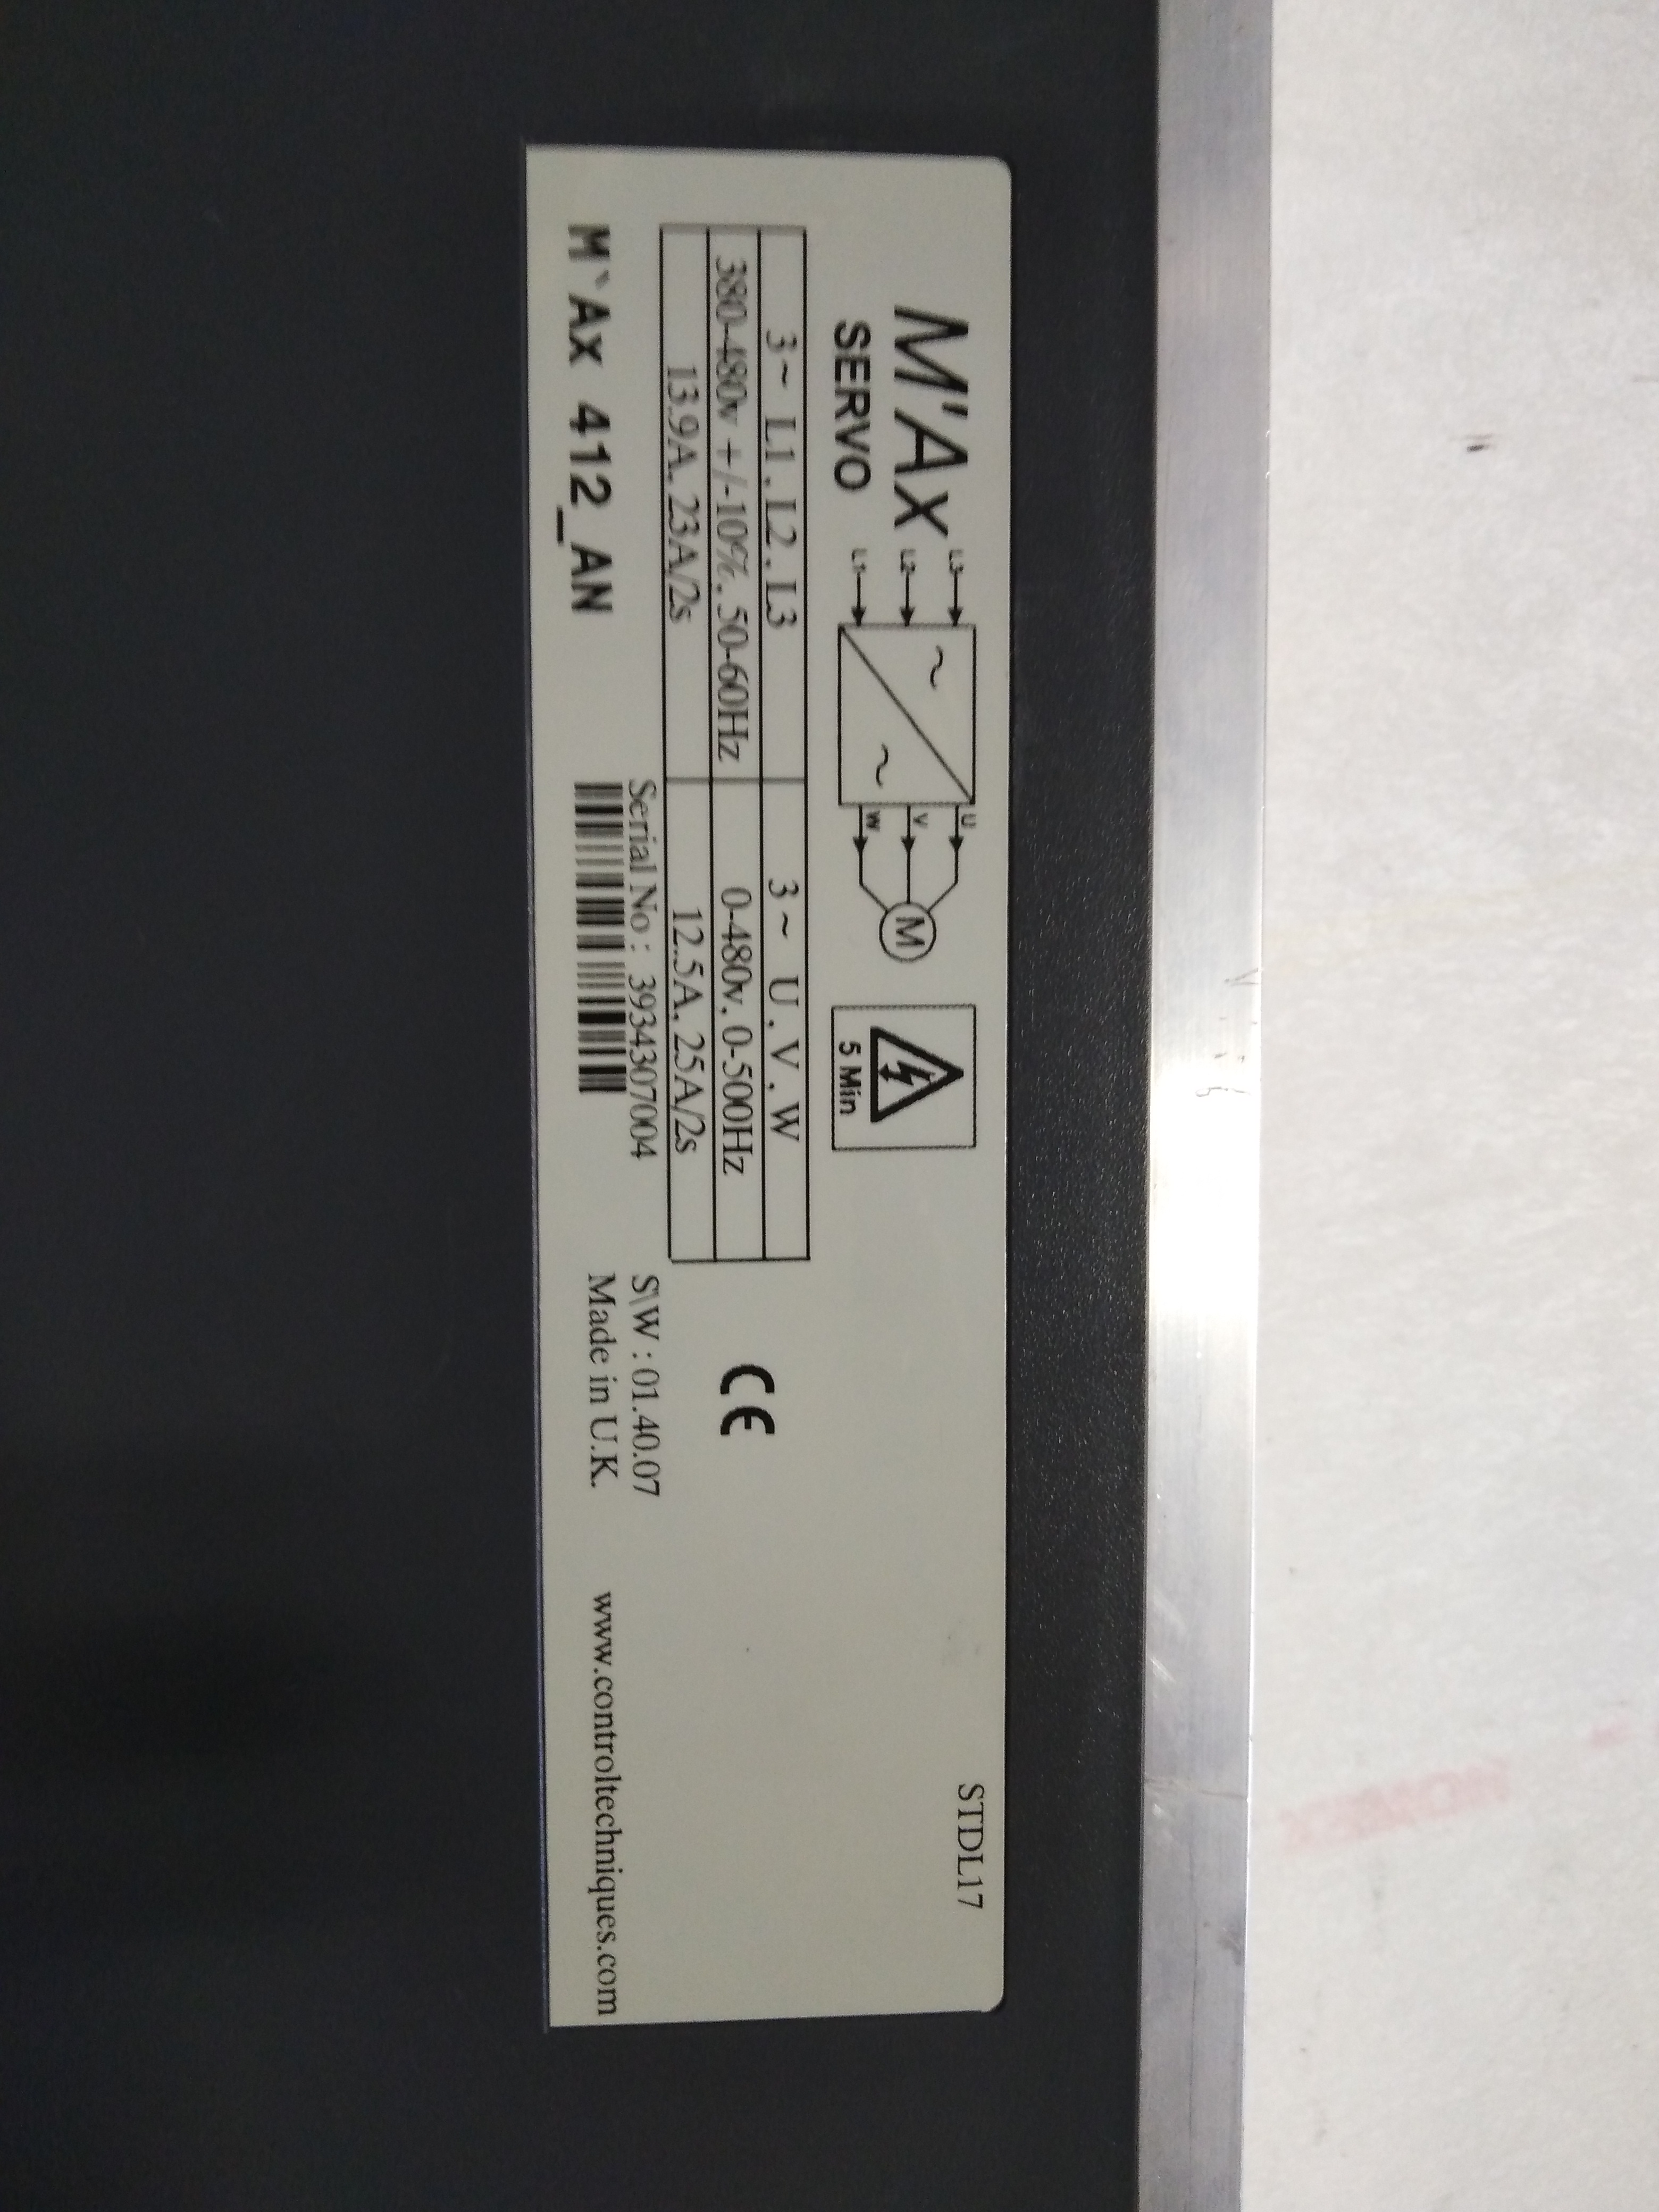 STDL17
M'AX
SERVO
L3
L2
L1
~
~
U
V
W
M
5 Min
3 ~ L1 , L2 , L3
3 ~ U , V , W
380-480v +/-10%, 50-60Hz
0-480v, 0-500Hz
13.9A, 23A/2s
12.5A, 25A/2s
CE
Serial No : 3934307004
S\W : 01.40.07
M`Ax 412_AN
Made in U.K.
www.controltechniques.com